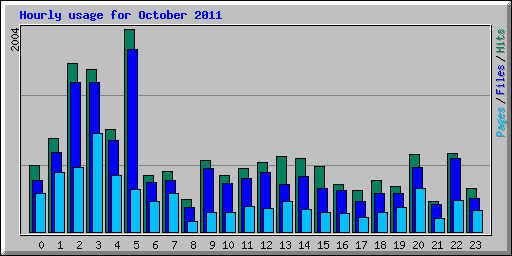 Hourly usage for October 2011
2004
Pages / Files / Hits
0 1 2 3 4 5 6 7 8 9 10 11 12 13 14 15 16 17 18 19 20 21 22 23